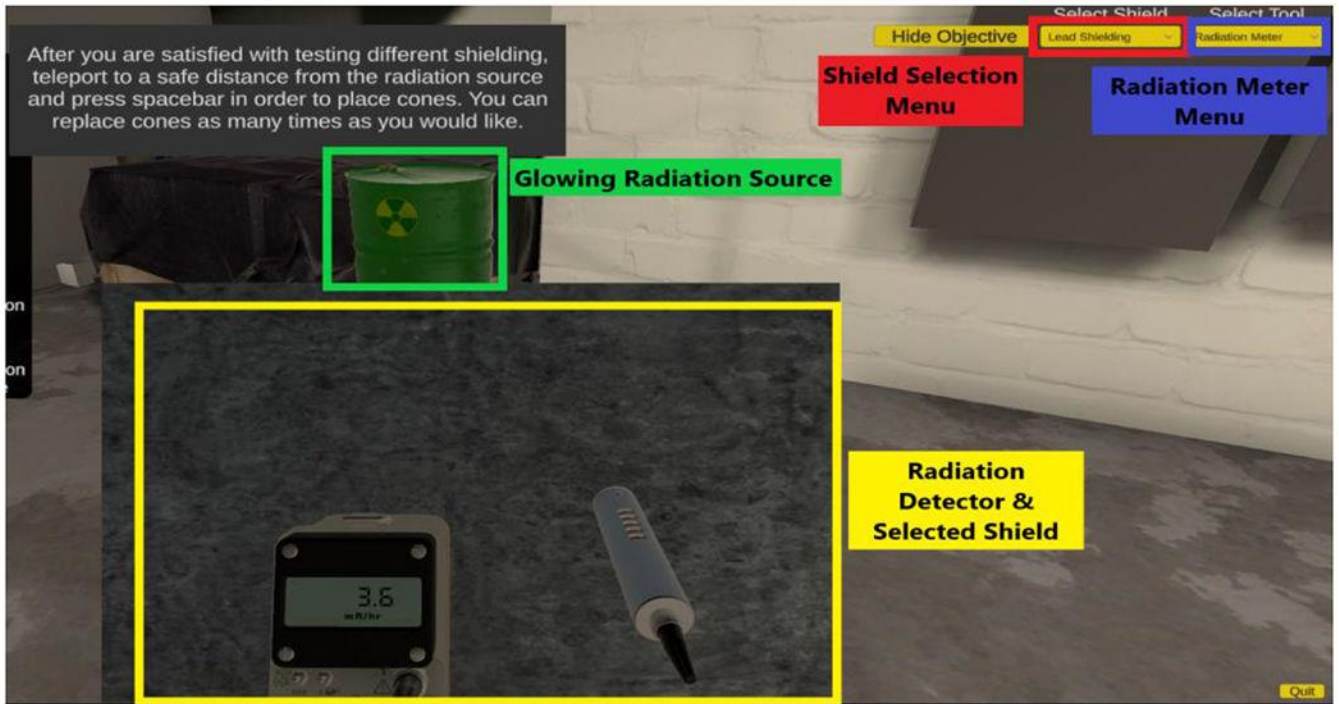 After you are satisfied with testing different shielding,
teleport to a safe distance from the radiation source
and press spacebar in order to place cones. You can
replace cones as many times as you would like.
Select Shield
Select Tool
Hide Objective
Lead Shielding
Radiation Meter
Shield Selection
Menu
Radiation Meter
Menu
Glowing Radiation Source
on
on
Radiation
Detector &
Selected Shield
3.6
mR/hr
Quit